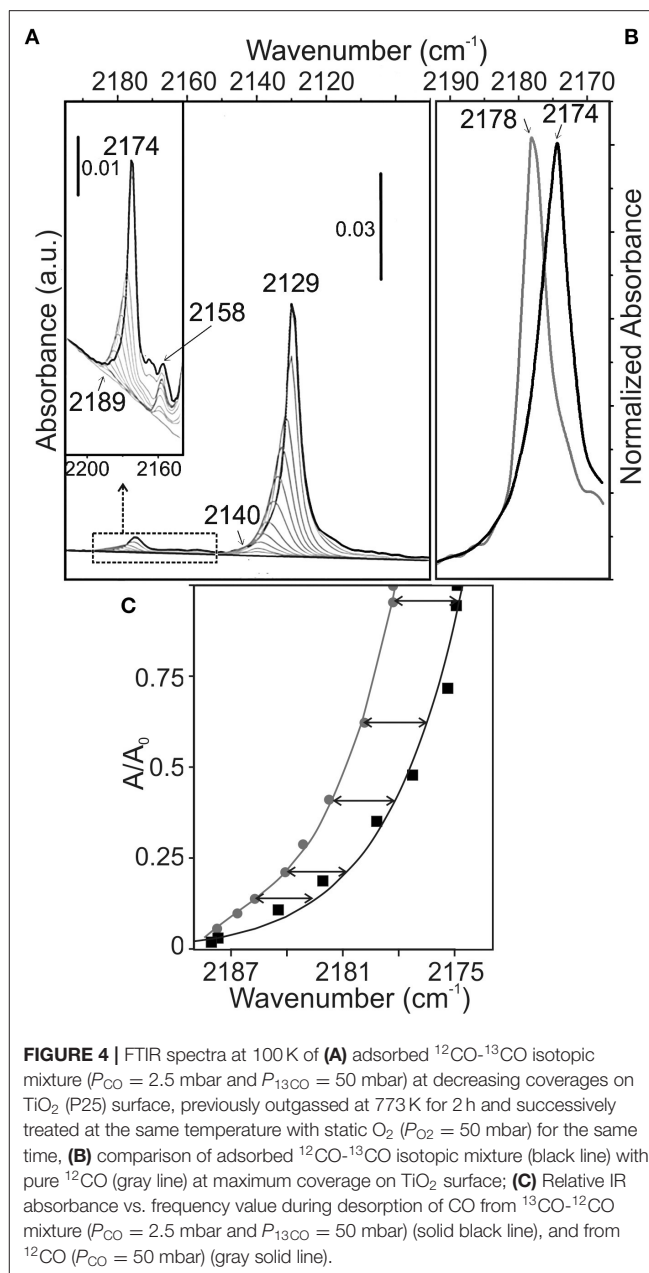 A
Wavenumber (cm⁻¹)
B
2180 2160 2140 2120
2190 2180 2170
2174
0.01
2178 2174
0.03
2129
2158
2189
2200 2160
2140
Absorbance (a.u.)
Normalized Absorbance
C
A/A₀
0.75
0.5
0.25
0
2187 2181 2175
Wavenumber (cm⁻¹)
FIGURE 4 | FTIR spectra at 100 K of (A) adsorbed ¹²CO-¹³CO isotopic
mixture (P_CO = 2.5 mbar and P_13CO = 50 mbar) at decreasing coverages on
TiO₂ (P25) surface, previously outgassed at 773 K for 2 h and successively
treated at the same temperature with static O₂ (P_O2 = 50 mbar) for the same
time, (B) comparison of adsorbed ¹²CO-¹³CO isotopic mixture (black line) with
pure ¹²CO (gray line) at maximum coverage on TiO₂ surface; (C) Relative IR
absorbance vs. frequency value during desorption of CO from ¹³CO-¹²CO
mixture (P_CO = 2.5 mbar and P_13CO = 50 mbar) (solid black line), and from
¹²CO (P_CO = 50 mbar) (gray solid line).